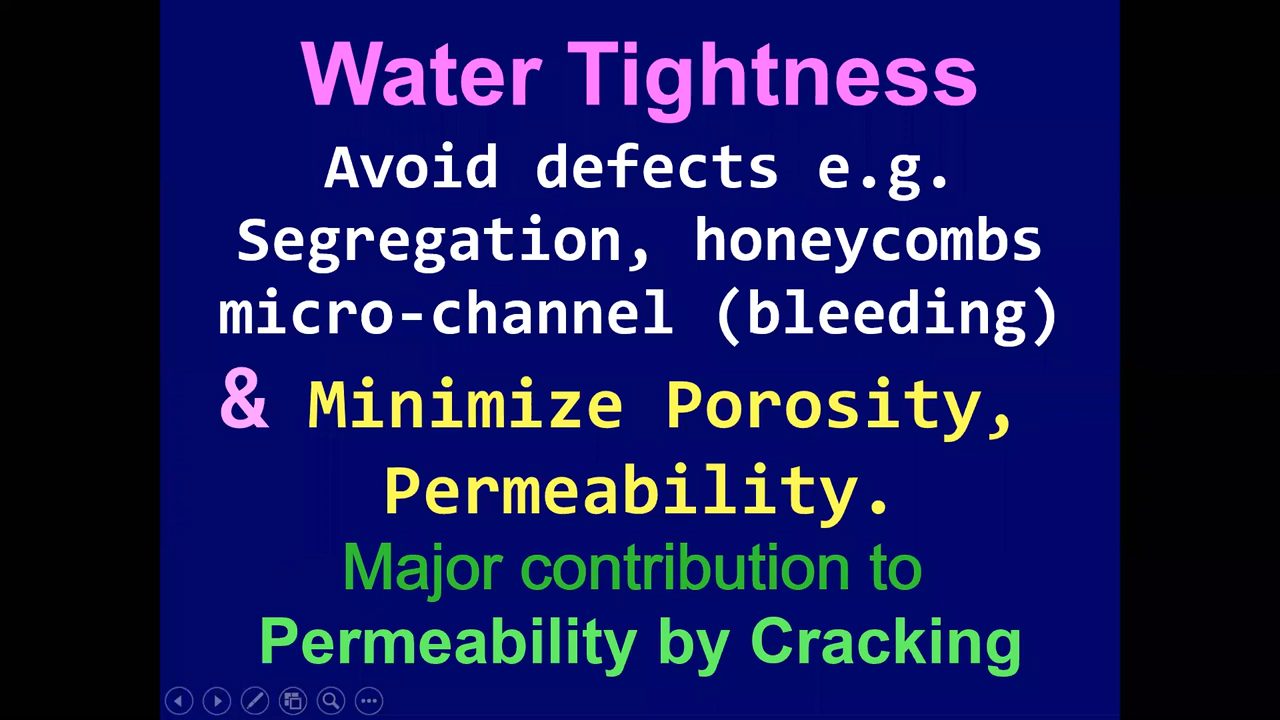 Water Tightness
Avoid defects e.g.
Segregation, honeycombs
micro-channel (bleeding)
& Minimize Porosity,
Permeability.
Major contribution to
Permeability by Cracking